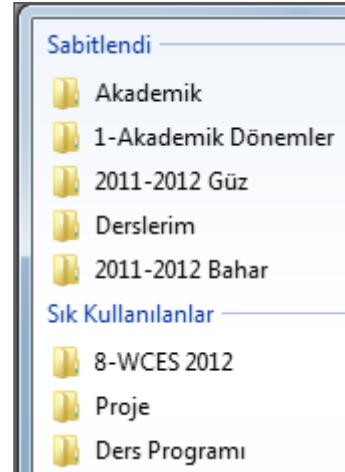 Sabitlendi
Akademik
1-Akademik Dönemler
2011-2012 Güz
Derslerim
2011-2012 Bahar
Sık Kullanılanlar
8-WCES 2012
Proje
Ders Programı